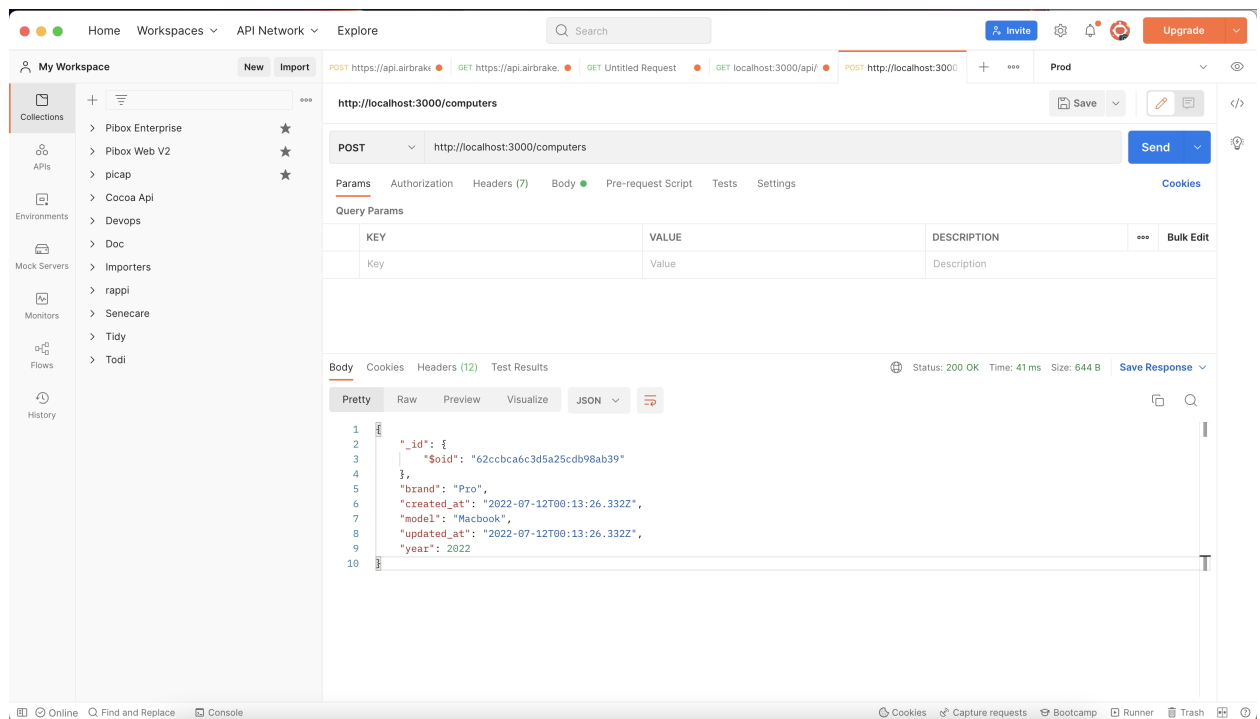 Home Workspaces API Network Explore Search Invite Upgrade
My Workspace New Import POST https://api.airbrake GET https://api.airbrake. GET Untitled Request GET localhost:3000/api/ POST http://localhost:3000 Prod
Collections
APIs
Environments
Mock Servers
Monitors
Flows
History
Pibox Enterprise
Pibox Web V2
picap
Cocoa Api
Devops
Doc
Importers
rappi
Senecare
Tidy
Todi
http://localhost:3000/computers Save
POST http://localhost:3000/computers Send
Params Authorization Headers (7) Body Pre-request Script Tests Settings Cookies
Query Params
KEY VALUE DESCRIPTION Bulk Edit
Key Value Description
Body Cookies Headers (12) Test Results Status: 200 OK Time: 41 ms Size: 644 B Save Response
Pretty Raw Preview Visualize JSON
1 {
2 "_id": {
3 "$oid": "62ccbca6c3d5a25cdb98ab39"
4 },
5 "brand": "Pro",
6 "created_at": "2022-07-12T00:13:26.332Z",
7 "model": "Macbook",
8 "updated_at": "2022-07-12T00:13:26.332Z",
9 "year": 2022
10 }
Online Find and Replace Console Cookies Capture requests Bootcamp Runner Trash